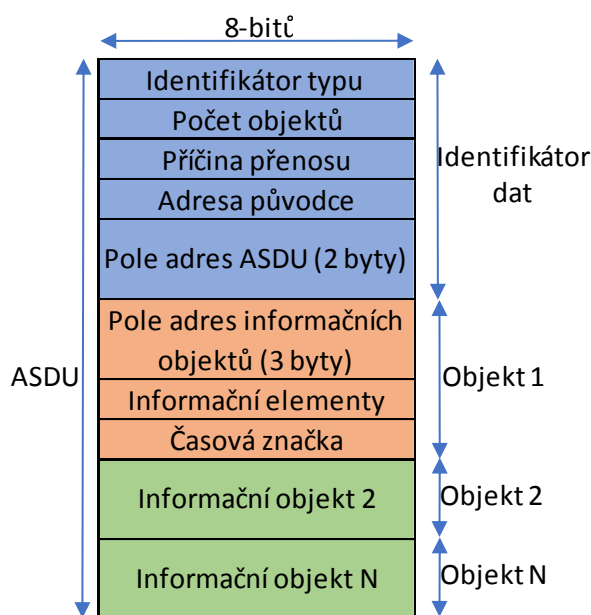 8-bitů
Identifikátor typu
Počet objektů
Příčina přenosu
Adresa původce
Pole adres ASDU (2 byty)
Identifikátor
dat
Pole adres informačních
objektů (3 byty)
Informační elementy
Časová značka
ASDU
Objekt 1
Informační objekt 2
Objekt 2
Informační objekt N
Objekt N